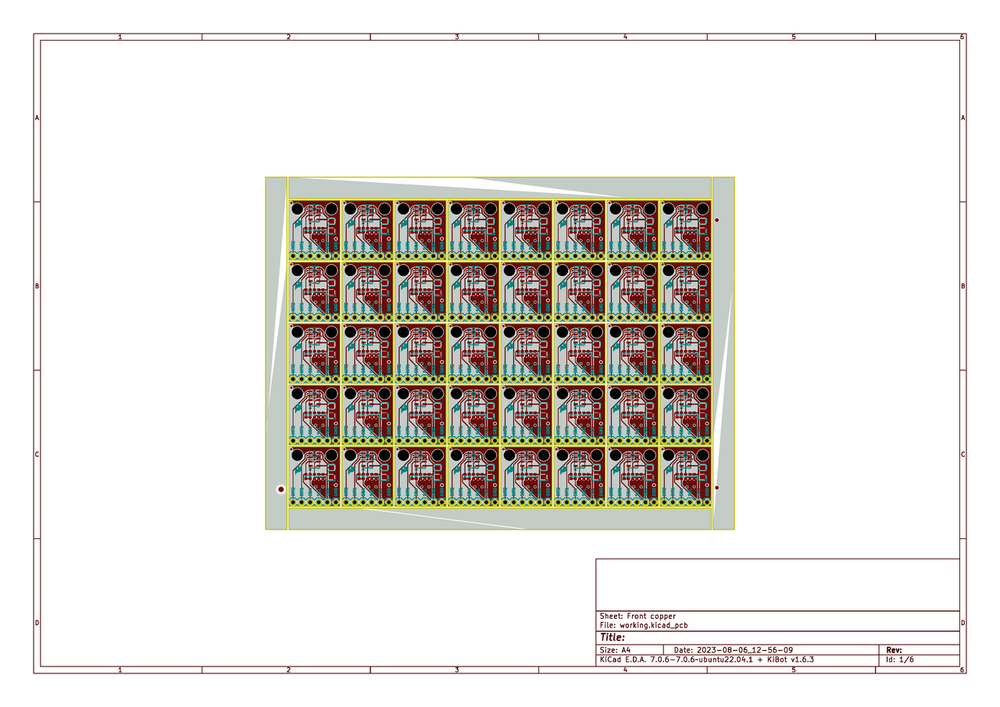 1 2 3 4 5 6
A A
B B
C C
D D
Sheet: Front copper
File: working.kicad_pcb
Title:
Size: A4 Date: 2023-08-06_12-56-09 Rev:
KiCad E.D.A. 7.0.6-7.0.6~ubuntu22.04.1 + KiBot v1.6.3 Id: 1/6
1 2 3 4 5 6